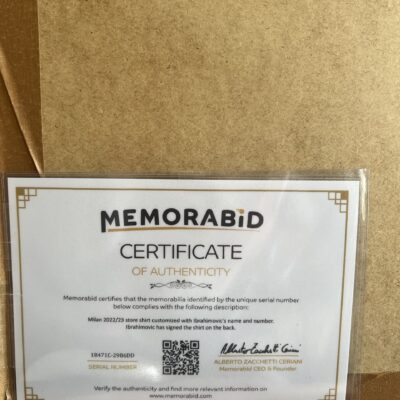 MEMORABID
CERTIFICATE
OF AUTHENTICITY
Memorabid certifies that the memorabilia identified by the unique serial number
below complies with the following description:
Milan 2022/23 store shirt customized with Ibrahimovic's name and number.
Ibrahimovic has signed the shirt on the back.
1B471C-29B6DD
SERIAL NUMBER
ALBERTO ZACCHETTI CERIANI
Memorabid CEO & Founder
Verify the authenticity and find more relevant information on
www.memorabid.com